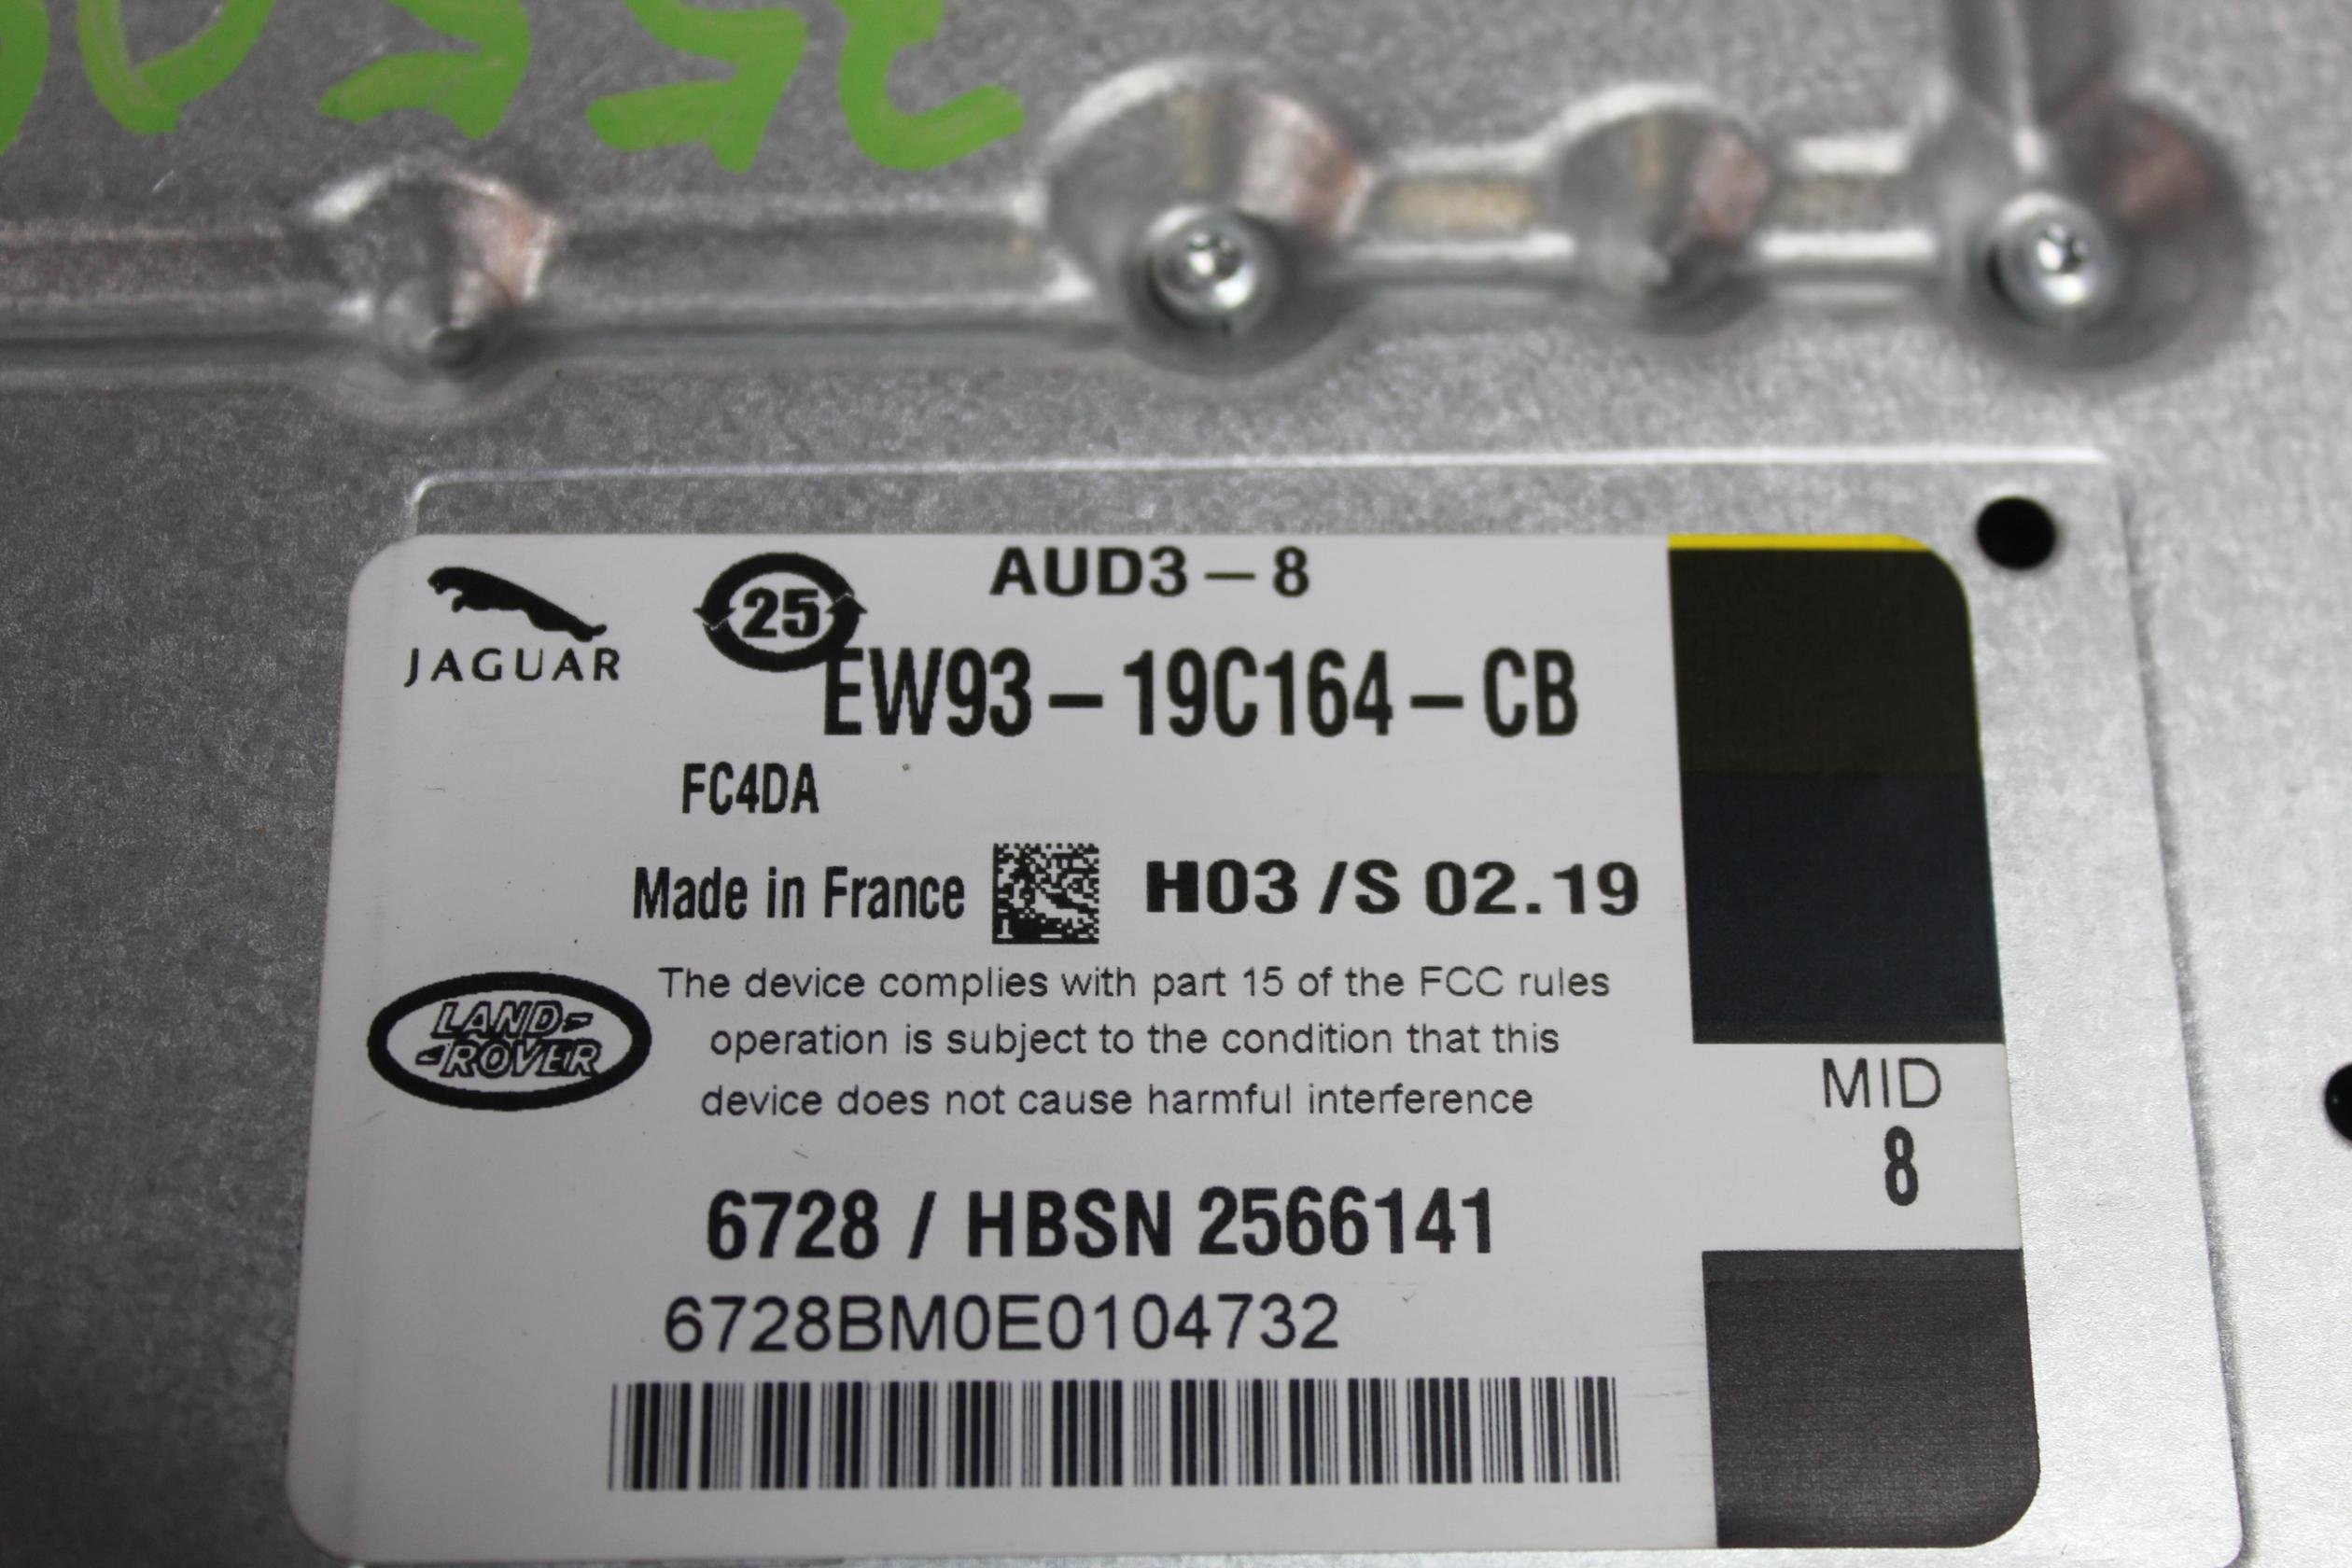 AUD3-8
25
JAGUAR
EW93-19C164-CB
FC4DA
Made in France
H03 /S 02.19
LAND-
-ROVER
The device complies with part 15 of the FCC rules
operation is subject to the condition that this
device does not cause harmful interference
MID
8
6728 / HBSN 2566141
6728BM0E0104732